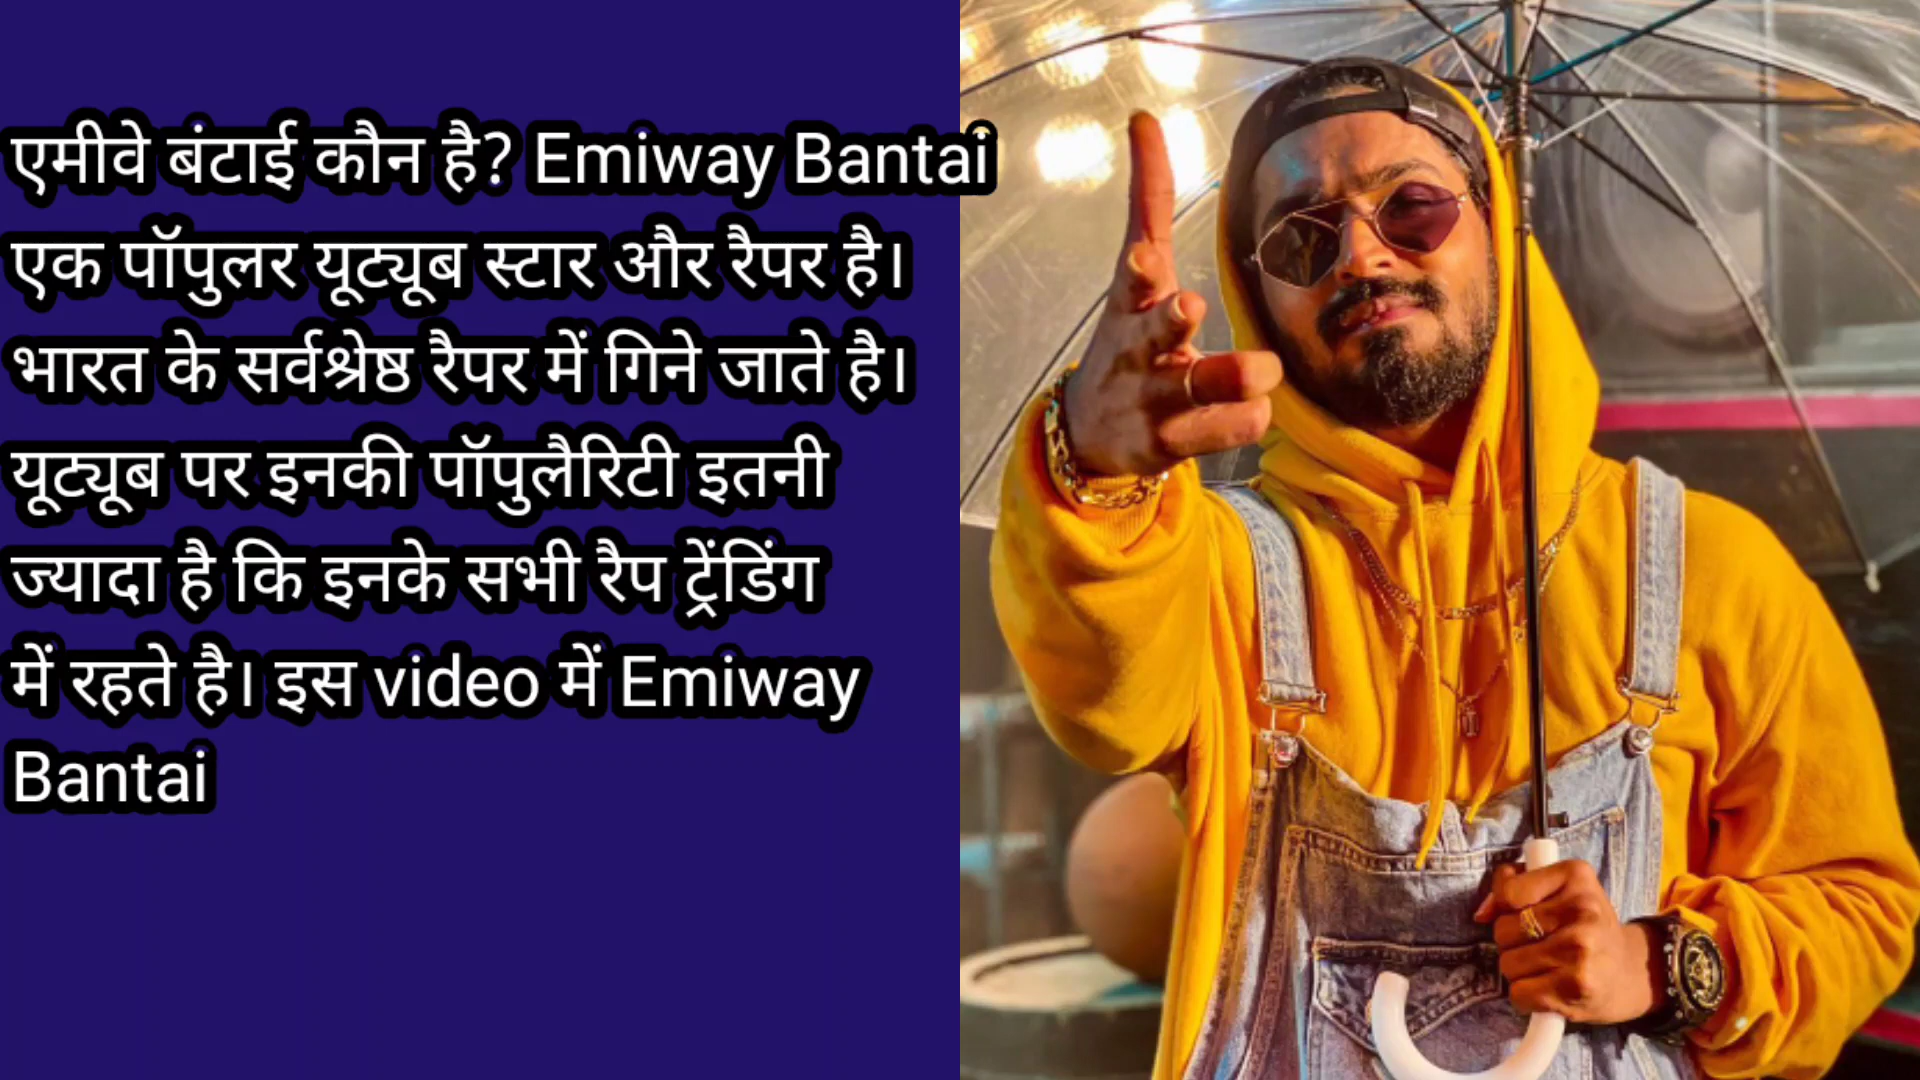 एमीवे बंटाई कौन है? Emiway Bantai
एक पॉपुलर यूट्यूब स्टार और रैपर है।
भारत के सर्वश्रेष्ठ रैपर में गिने जाते है।
यूट्यूब पर इनकी पॉपुलैरिटी इतनी
ज्यादा है कि इनके सभी रैप ट्रेंडिंग
में रहते है। इस video में Emiway
Bantai